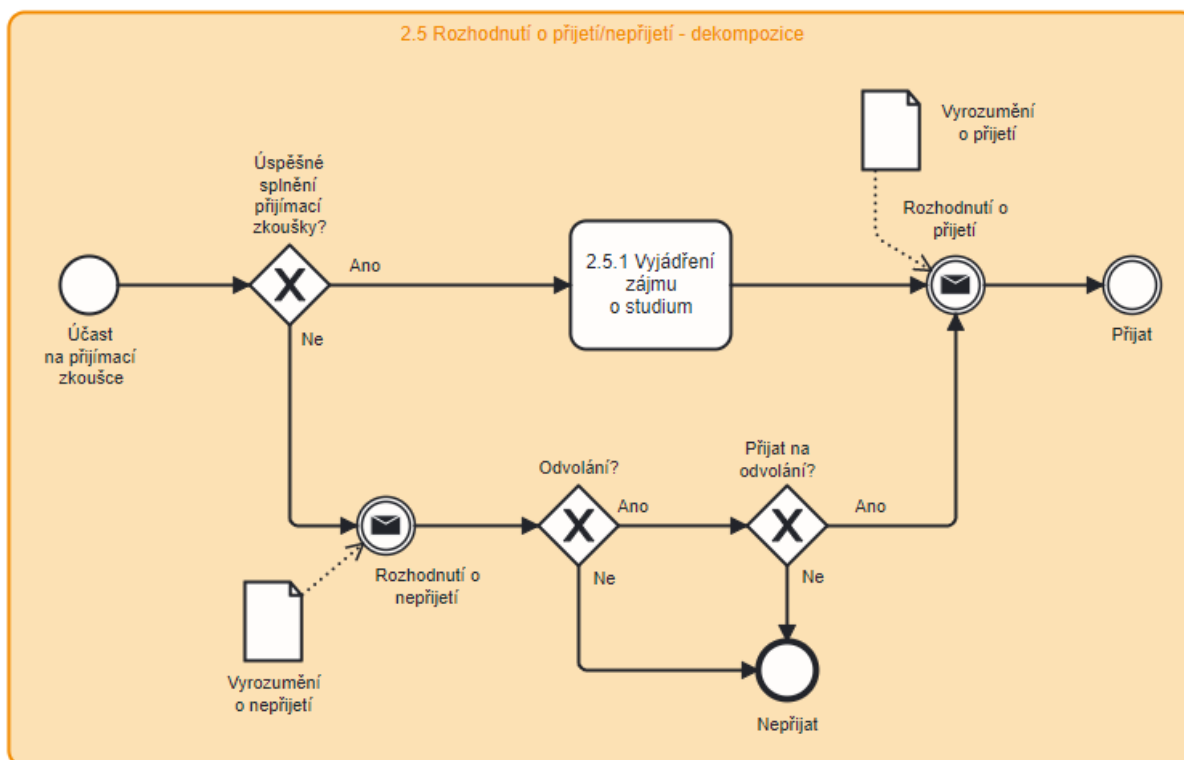 2.5 Rozhodnutí o přijetí/nepřijetí - dekompozice
Vyrozumění
o přijetí
Úspěšné
splnění
přijímací
zkoušky?
Rozhodnutí o
přijetí
Ano
2.5.1 Vyjádření
zájmu
o studium
Účast
na přijímací
zkoušce
Ne
Přijat
Odvolání?
Přijat na
odvolání?
Ano
Ano
Rozhodnutí o
nepřijetí
Ne
Ne
Vyrozumění
o nepřijetí
Nepřijat